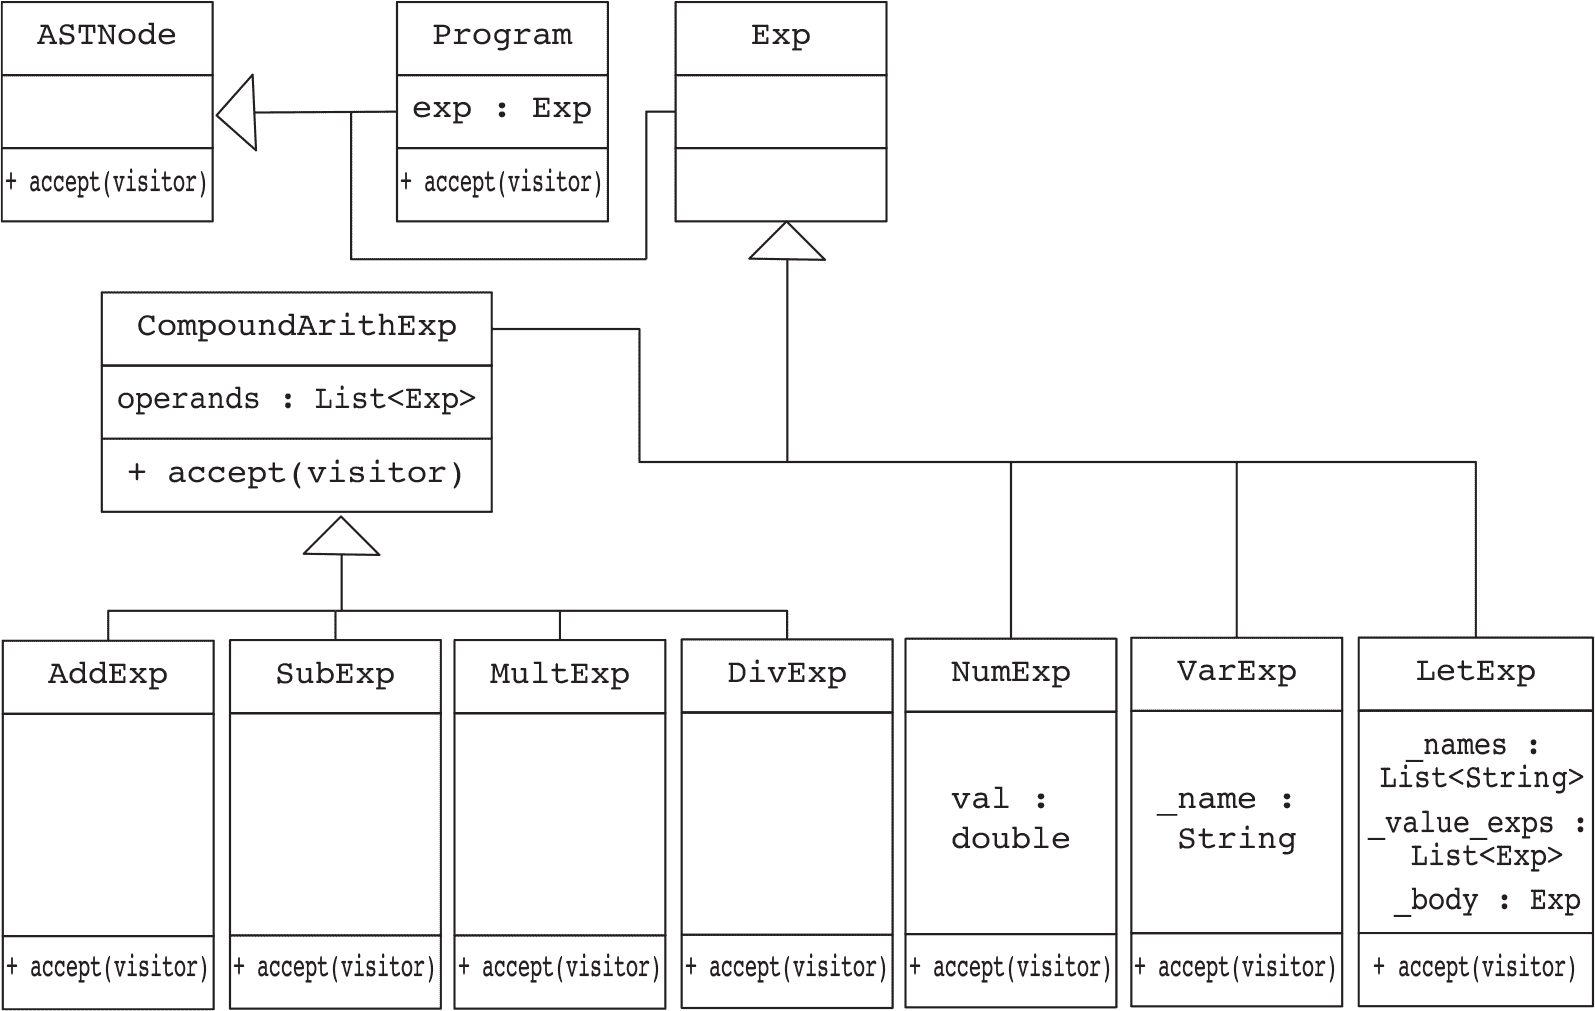 ASTNode
+ accept(visitor)
Program
exp : Exp
+ accept(visitor)
Exp
CompoundArithExp
operands : List<Exp>
+ accept(visitor)
AddExp
+ accept(visitor)
SubExp
+ accept(visitor)
MultExp
+ accept(visitor)
DivExp
+ accept(visitor)
NumExp
val :
double
+ accept(visitor)
VarExp
_name :
String
+ accept(visitor)
LetExp
_names :
List<String>
_value_exps :
List<Exp>
_body : Exp
+ accept(visitor)